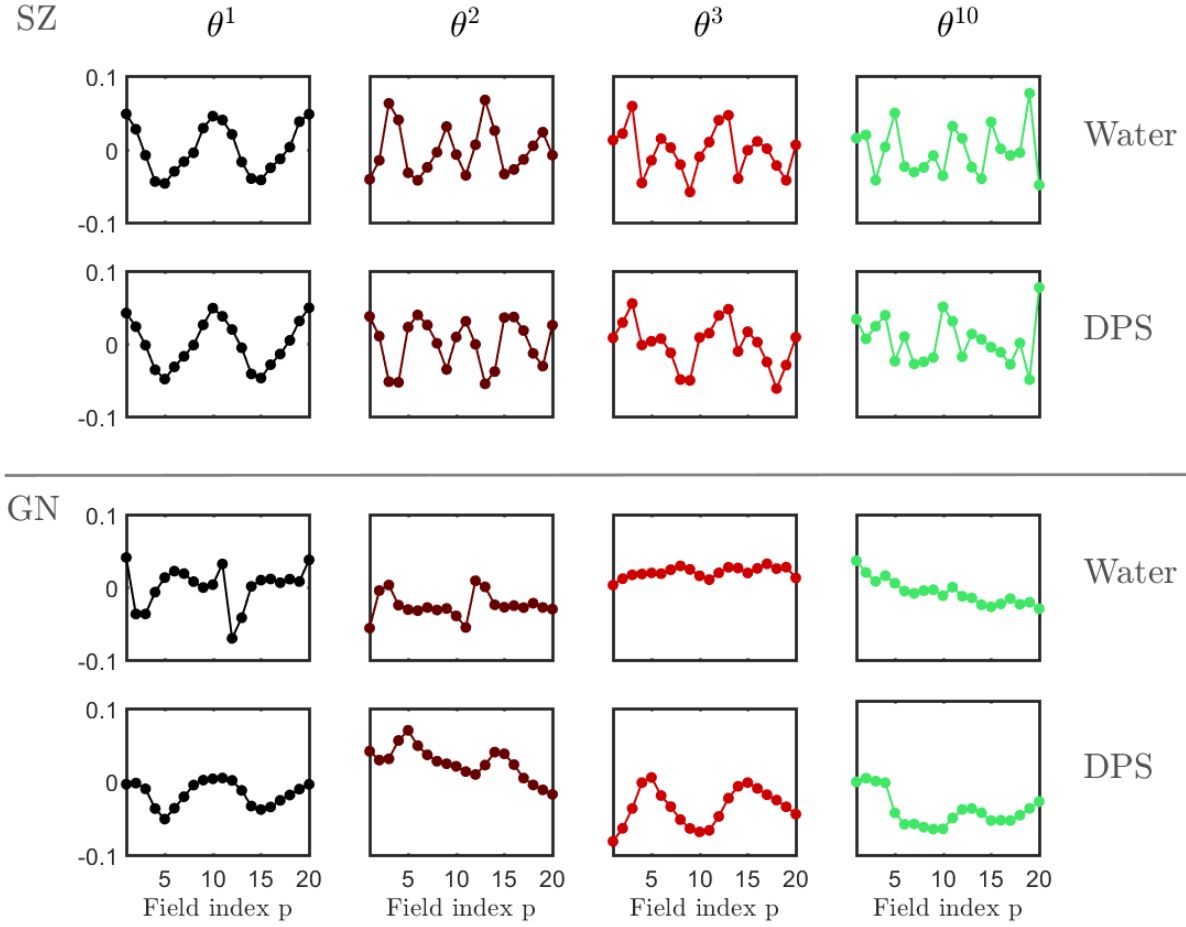 SZ θ¹ θ² θ³ θ¹⁰
0.1
0
-0.1
Water
0.1
0
-0.1
DPS
GN
0.1
0
-0.1
Water
0.1
0
-0.1
DPS
5 10 15 20 5 10 15 20 5 10 15 20 5 10 15 20
Field index p Field index p Field index p Field index p